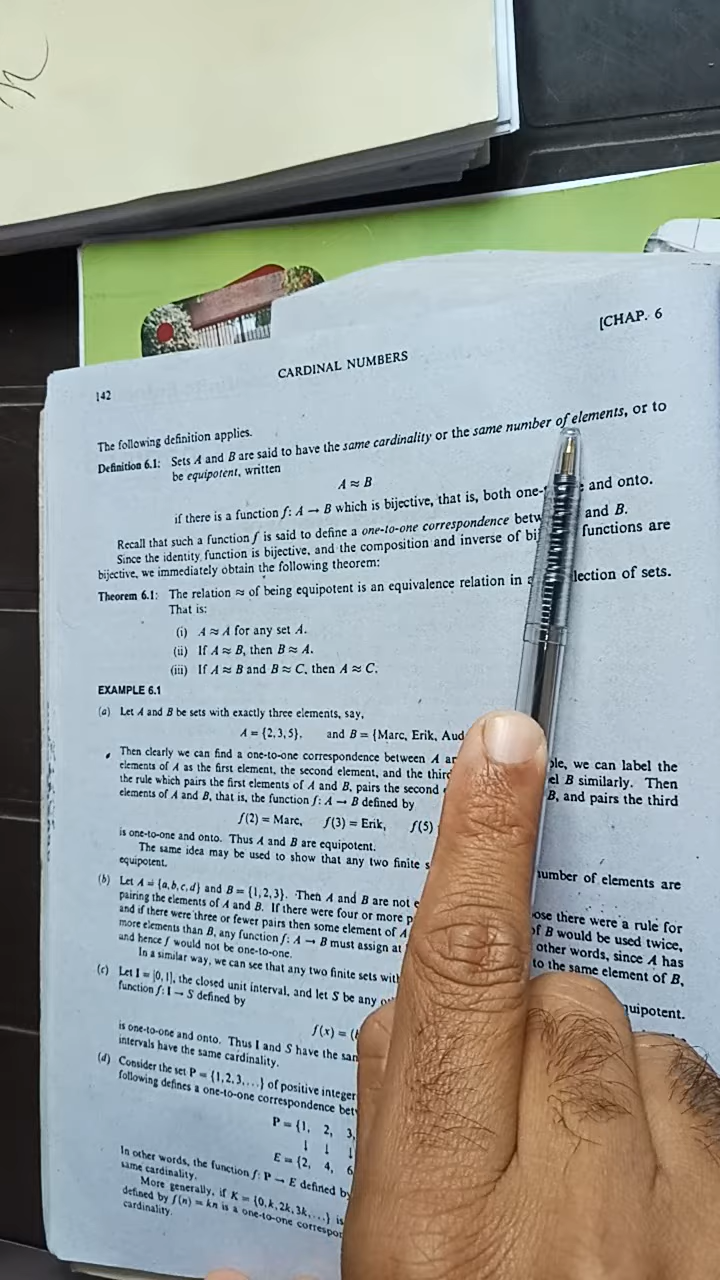 [CHAP. 6
142
CARDINAL NUMBERS
The following definition applies.
Definition 6.1: Sets A and B are said to have the same cardinality or the same number of elements, or to
be equipotent, written
A ≈ B
if there is a function f: A → B which is bijective, that is, both and onto.
Recall that such a function f is said to define a one-to-one correspondence and B.
Since the identity function is bijective, and the composition and inverse of functions are
bijective, we immediately obtain the following theorem:
Theorem 6.1: The relation ≈ of being equipotent is an equivalence relation in of sets.
That is:
(i) A ≈ A for any set A.
(ii) If A ≈ B, then B ≈ A.
(iii) If A ≈ B and B ≈ C, then A ≈ C.
EXAMPLE 6.1
(a) Let A and B be sets with exactly three elements, say,
A = {2, 3, 5}, and B = {Marc, Erik,
Then clearly we can find a one-to-one correspondence between A we can label the
elements of A as the first element, the second element, and the B similarly. Then
the rule which pairs the first elements of A and B, pairs the second B, and pairs the third
elements of A and B, that is, the function f: A → B defined by
f(2) = Marc, f(3) = Erik, f(5)
is one-to-one and onto. Thus A and B are equipotent.
The same idea may be used to show that any two finite number of elements are
equipotent.
(b) Let A = {a, b, c, d} and B = {1, 2, 3}. Then A and B are not there were a rule for
pairing the elements of A and B. If there were four or more of B would be used twice,
and if there were three or fewer pairs then some element of A other words, since A has
more elements than B, any function f: A → B must assign at to the same element of B,
and hence f would not be one-to-one.
In a similar way, we can see that any two finite sets
(c) Let I = [0, 1], the closed unit interval, and let S be any
function f: I → S defined by
f(x) =
is one-to-one and onto. Thus I and S have the
intervals have the same cardinality.
(d) Consider the set P = {1, 2, 3, . . .} of positive
following defines a one-to-one correspondence
P = {1, 2, 3,
↓ ↓ ↓
E = {2, 4, 6
In other words, the function f: P → E defined
same cardinality.
More generally, if K = {0, k, 2k, 3k, . . .}
defined by f(n) = kn is a one-to-one
cardinality.